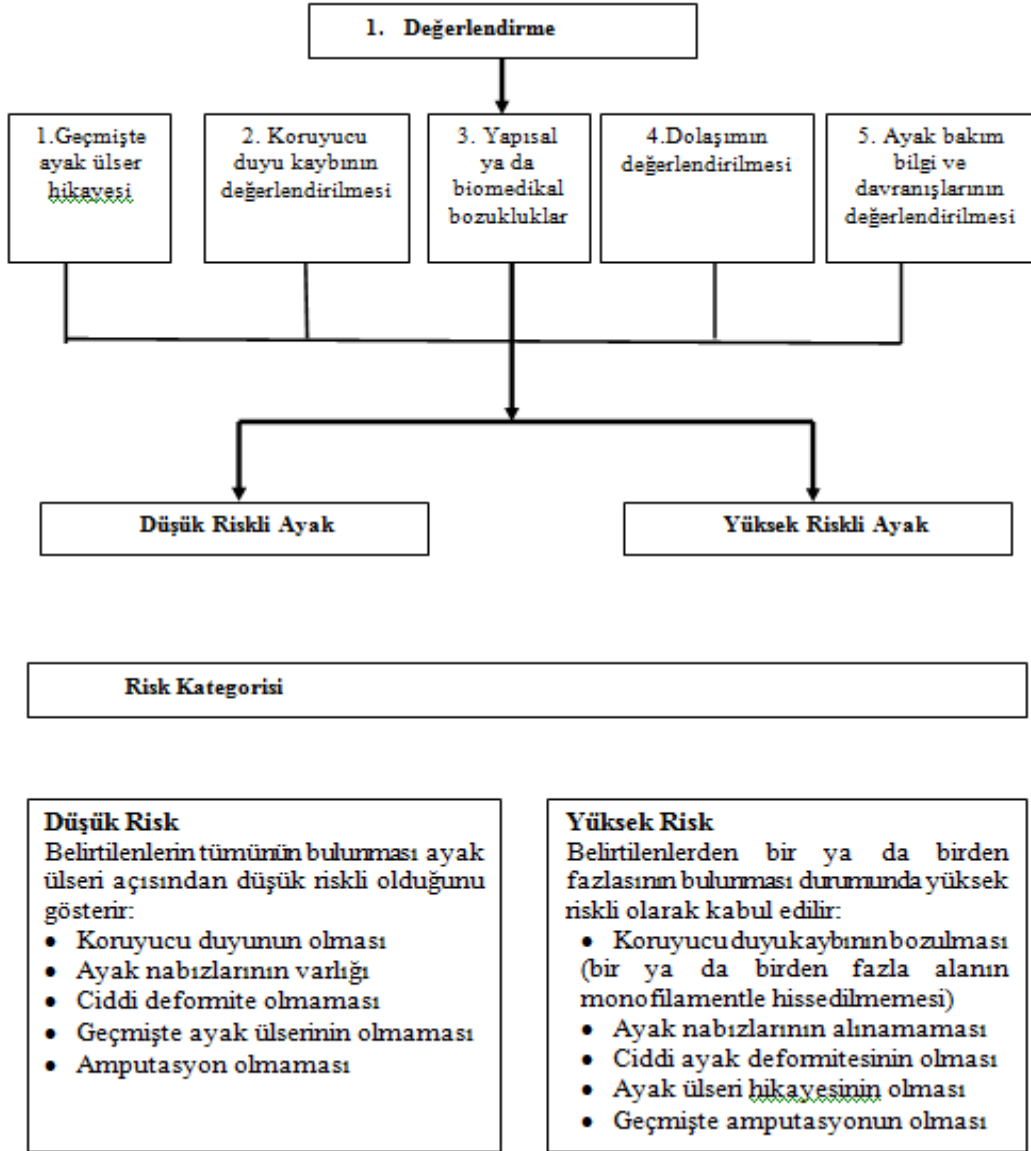 1. Değerlendirme
1.Geçmişte
ayak ülser
hikayesi
2. Koruyucu
duyu kaybının
değerlendirilmesi
3. Yapısal
ya da
biomedikal
bozukluklar
4.Dolaşımın
değerlendirilmesi
5. Ayak bakım
bilgi ve
davranışlarının
değerlendirilmesi
Düşük Riskli Ayak
Yüksek Riskli Ayak
Risk Kategorisi
Düşük Risk
Belirtilenlerin tümünün bulunması ayak
ülseri açısından düşük riskli olduğunu
gösterir:
• Koruyucu duyunun olması
• Ayak nabızlarının varlığı
• Ciddi deformite olmaması
• Geçmişte ayak ülserinin olmaması
• Amputasyon olmaması
Yüksek Risk
Belirtilenlerden bir ya da birden
fazlasının bulunması durumunda yüksek
riskli olarak kabul edilir:
• Koruyucu duyu kaybının bozulması
(bir ya da birden fazla alanın
monofilamentle hissedilmemesi)
• Ayak nabızlarının alınamaması
• Ciddi ayak deformitesinin olması
• Ayak ülseri hikayesinin olması
• Geçmişte amputasyonun olması